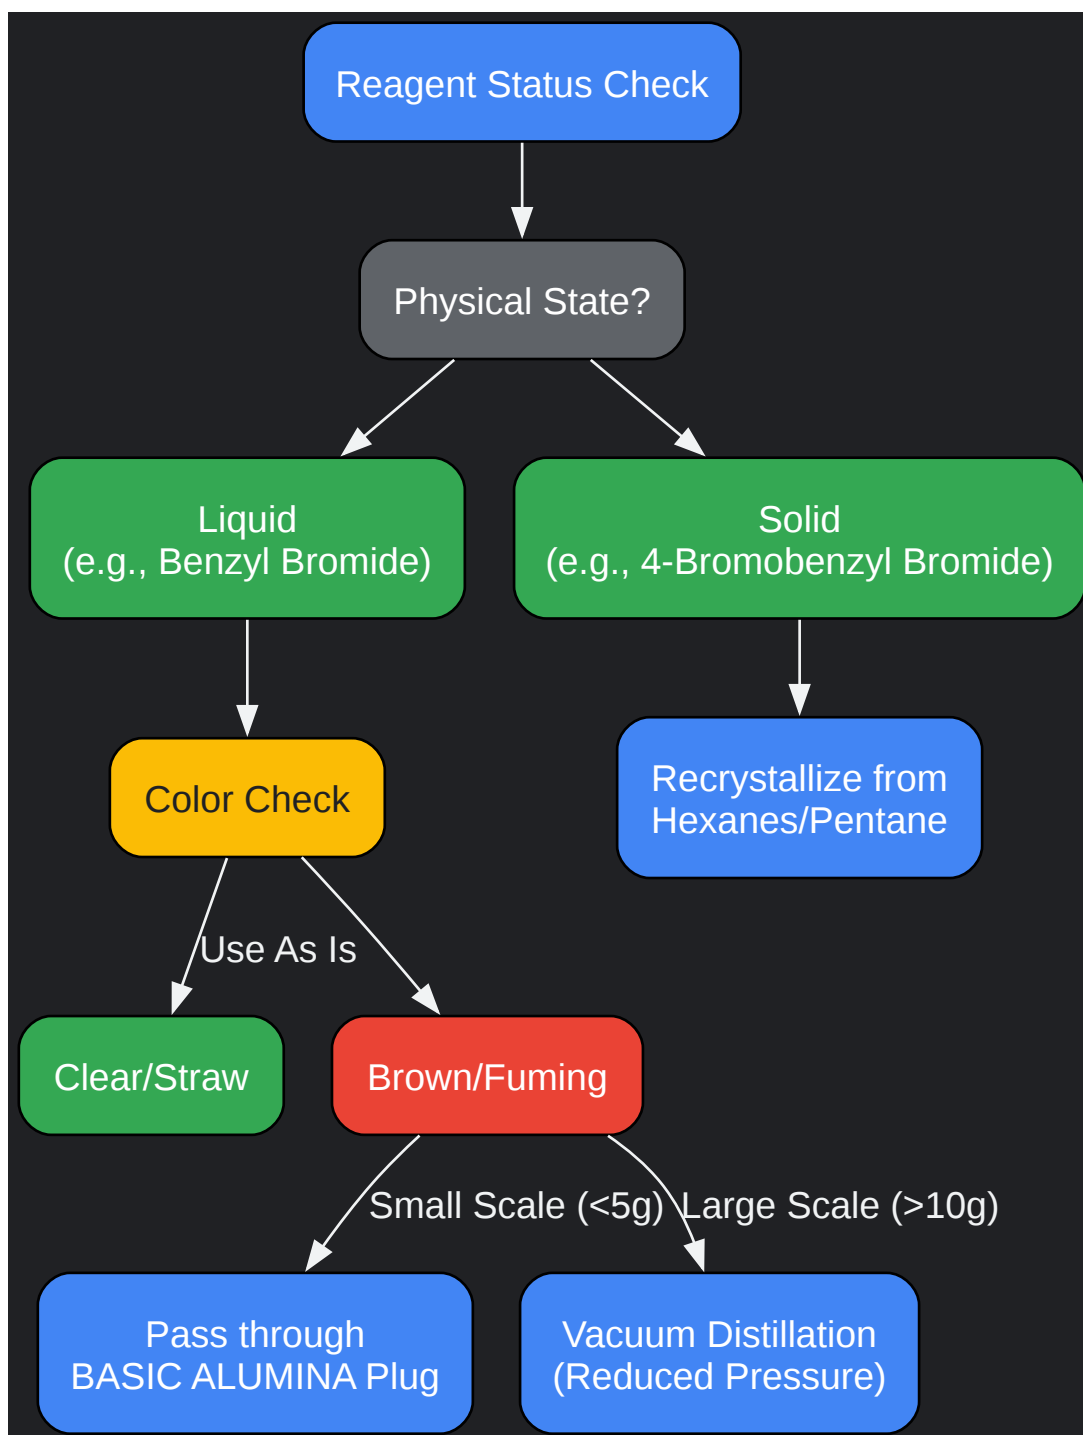 Reagent Status Check
Physical State?
Liquid
(e.g., Benzyl Bromide)
Solid
(e.g., 4-Bromobenzyl Bromide)
Color Check
Recrystallize from
Hexanes/Pentane
Use As Is
Clear/Straw
Brown/Fuming
Small Scale (<5g)
Large Scale (>10g)
Pass through
BASIC ALUMINA Plug
Vacuum Distillation
(Reduced Pressure)